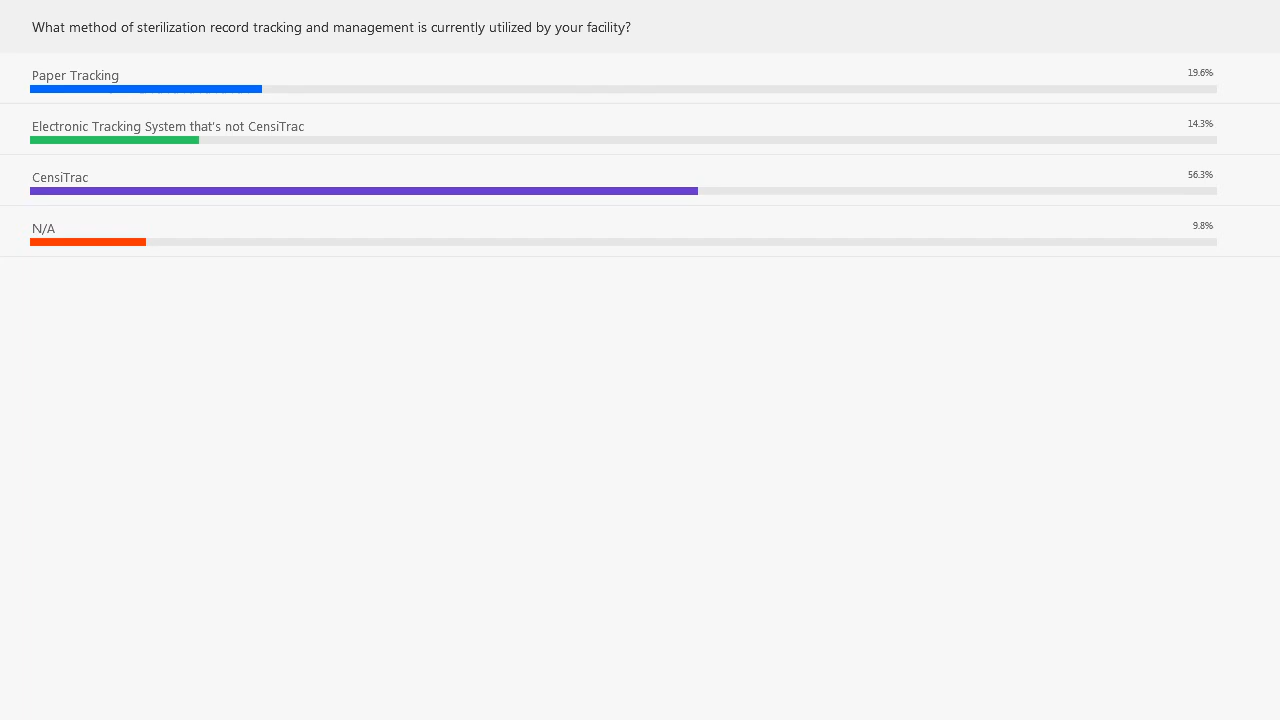 What method of sterilization record tracking and management is currently utilized by your facility?
Paper Tracking 19.6%
Electronic Tracking System that's not CensiTrac 14.3%
CensiTrac 56.3%
N/A 9.8%